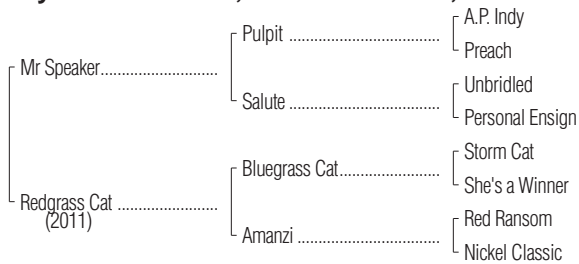 Pulpit ........................................
A.P. Indy
Preach
Mr Speaker...............................
Salute ........................................
Unbridled
Personal Ensign
Bluegrass Cat...........................
Storm Cat
She's a Winner
Redgrass Cat ..........................
(2011)
Amanzi ......................................
Red Ransom
Nickel Classic